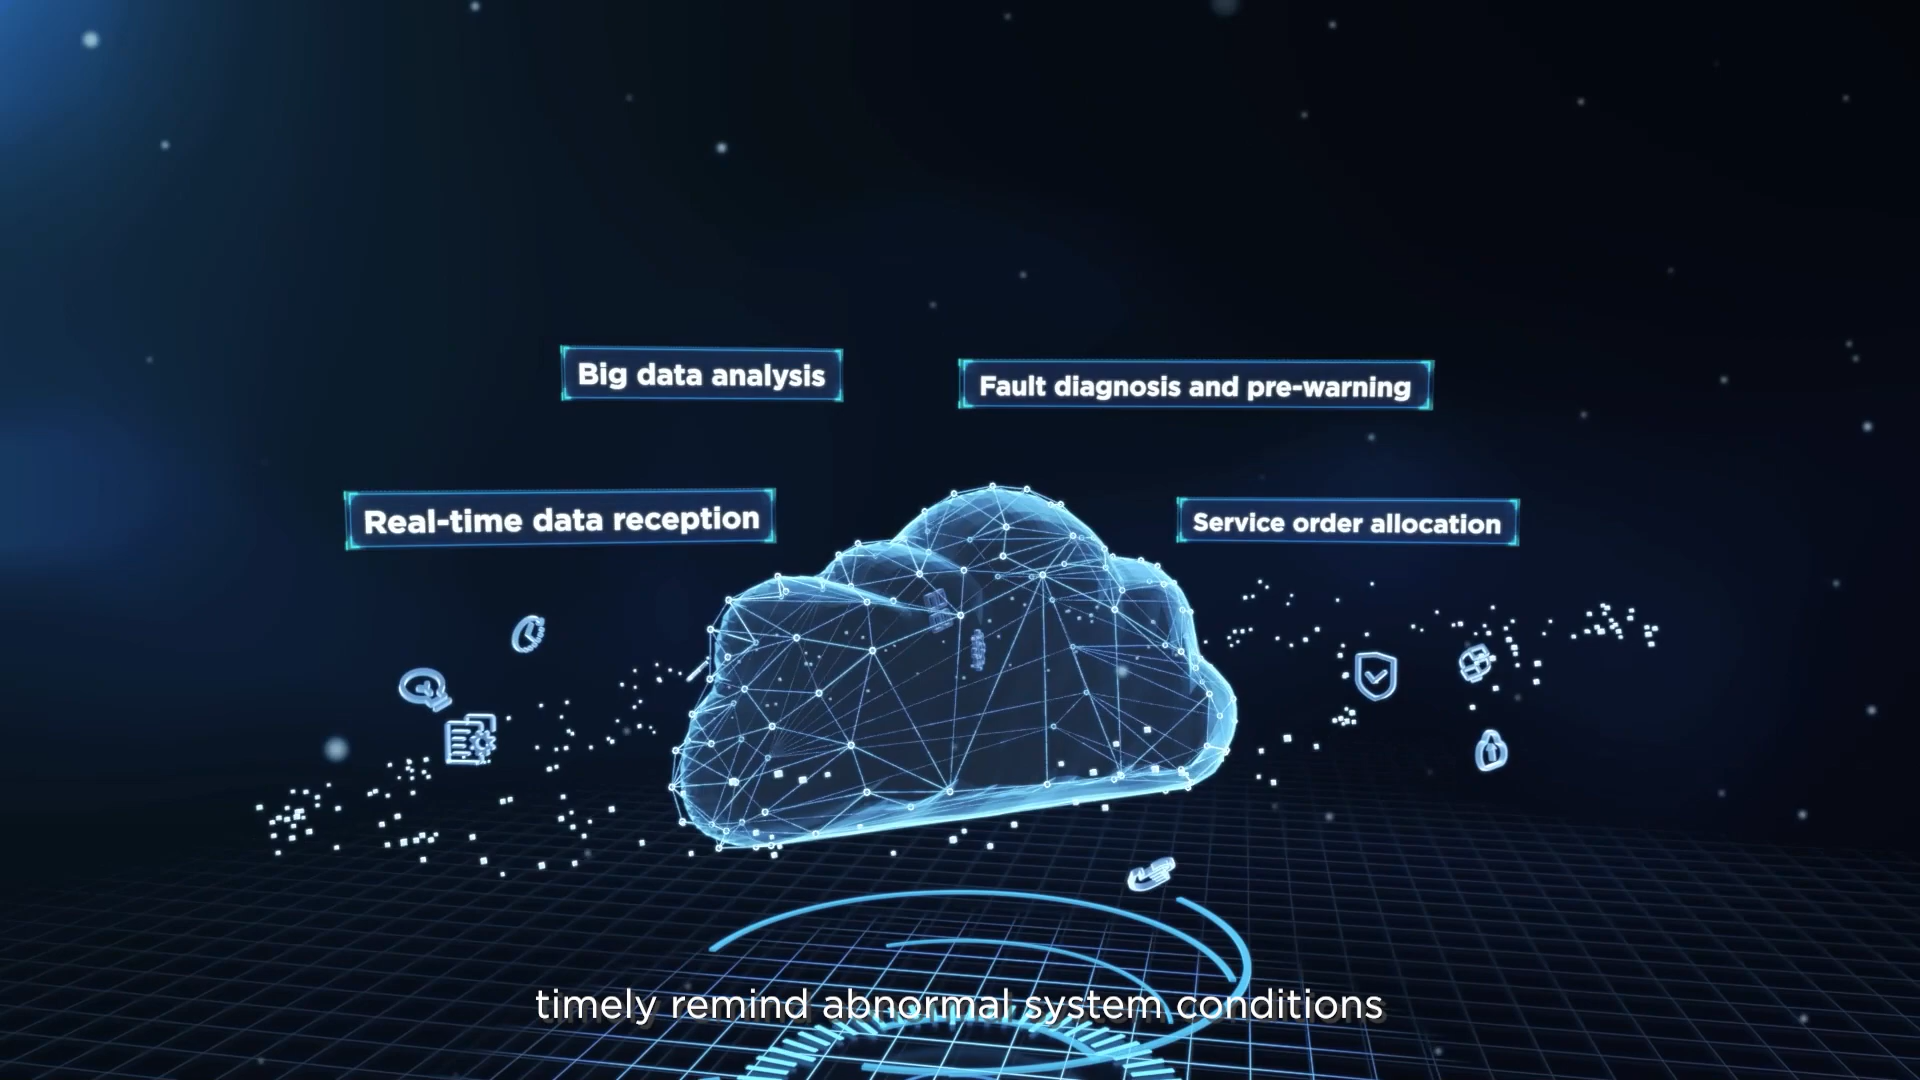 Big data analysis
Fault diagnosis and pre-warning
Real-time data reception
Service order allocation
timely remind abnormal system conditions